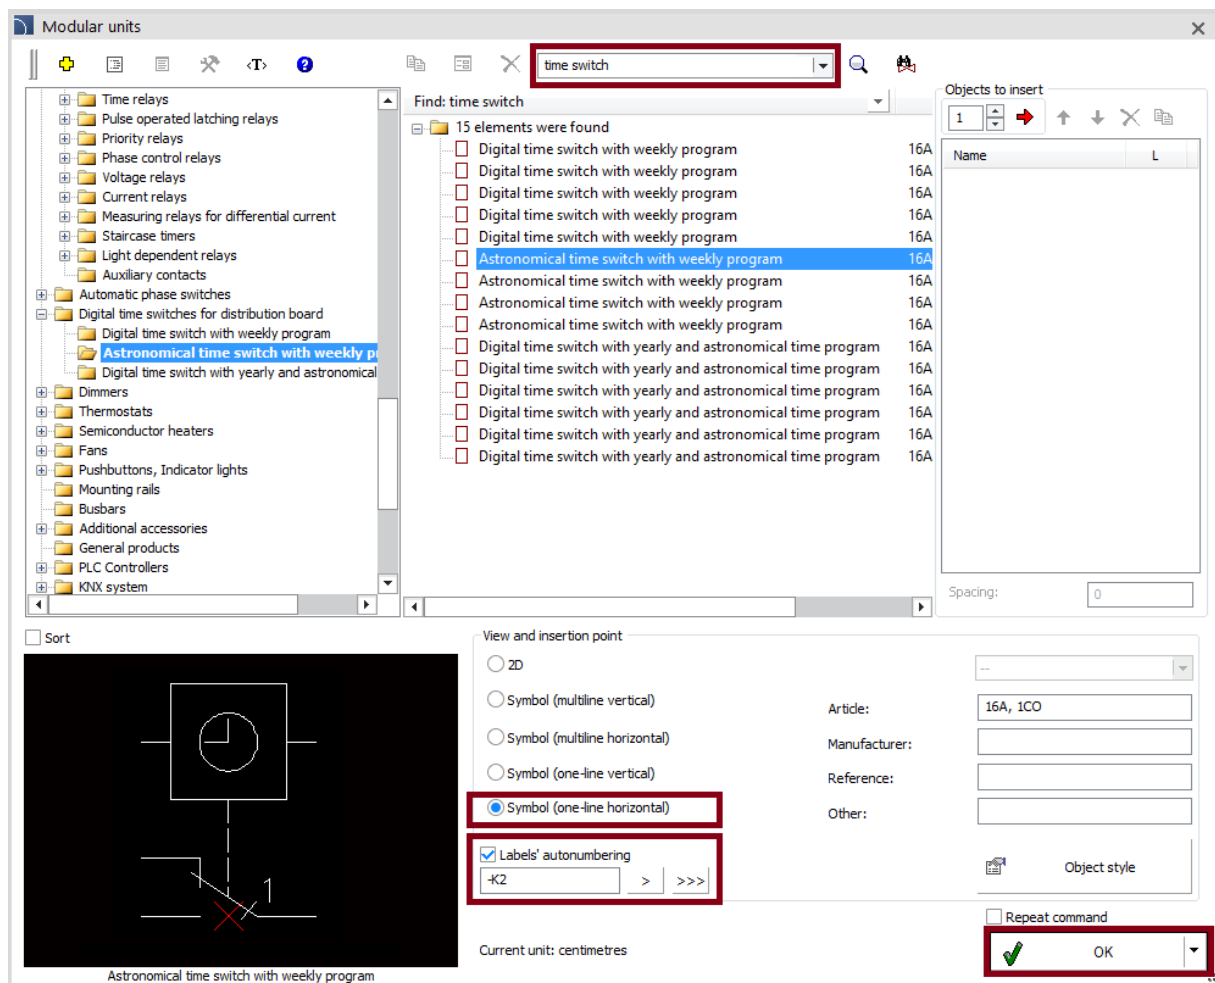 Modular units
<T>
time switch
Time relays
Pulse operated latching relays
Priority relays
Phase control relays
Voltage relays
Current relays
Measuring relays for differential current
Staircase timers
Light dependent relays
Auxiliary contacts
Automatic phase switches
Digital time switches for distribution board
Digital time switch with weekly program
Astronomical time switch with weekly p
Digital time switch with yearly and astronomical
Dimmers
Thermostats
Semiconductor heaters
Fans
Pushbuttons, Indicator lights
Mounting rails
Busbars
Additional accessories
General products
PLC Controllers
KNX system
Find: time switch
15 elements were found
Digital time switch with weekly program 16A
Digital time switch with weekly program 16A
Digital time switch with weekly program 16A
Digital time switch with weekly program 16A
Digital time switch with weekly program 16A
Astronomical time switch with weekly program 16A
Astronomical time switch with weekly program 16A
Astronomical time switch with weekly program 16A
Astronomical time switch with weekly program 16A
Digital time switch with yearly and astronomical time program 16A
Digital time switch with yearly and astronomical time program 16A
Digital time switch with yearly and astronomical time program 16A
Digital time switch with yearly and astronomical time program 16A
Digital time switch with yearly and astronomical time program 16A
Digital time switch with yearly and astronomical time program 16A
Objects to insert
1
Name L
Spacing: 0
Sort
1
Astronomical time switch with weekly program
View and insertion point
2D
--
Symbol (multiline vertical)
Article: 16A, 1CO
Symbol (multiline horizontal)
Manufacturer:
Symbol (one-line vertical)
Reference:
Symbol (one-line horizontal)
Other:
Labels' autonumbering
-K2 > >>>
Object style
Repeat command
Current unit: centimetres
OK